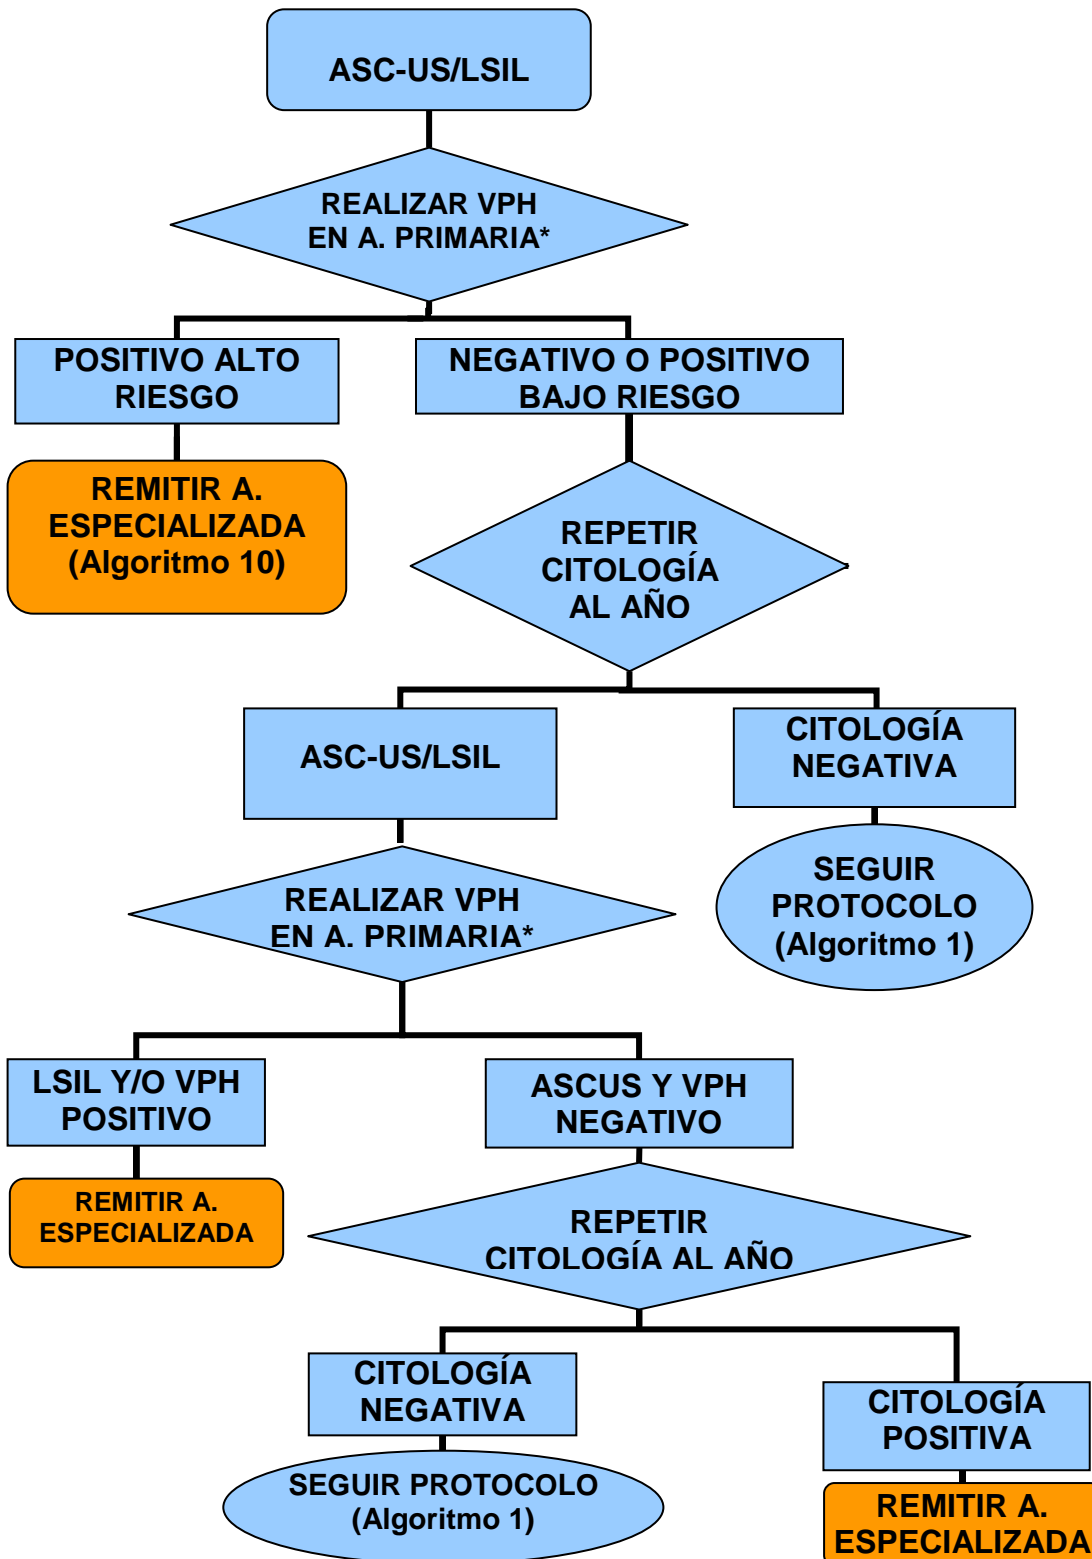 ASC-US/LSIL
REALIZAR VPH
EN A. PRIMARIA*
POSITIVO ALTO
RIESGO
NEGATIVO O POSITIVO
BAJO RIESGO
REMITIR A.
ESPECIALIZADA
(Algoritmo 10)
REPETIR
CITOLOGÍA
AL AÑO
ASC-US/LSIL
CITOLOGÍA
NEGATIVA
SEGUIR
PROTOCOLO
(Algoritmo 1)
REALIZAR VPH
EN A. PRIMARIA*
LSIL Y/O VPH
POSITIVO
ASCUS Y VPH
NEGATIVO
REMITIR A.
ESPECIALIZADA
REPETIR
CITOLOGÍA AL AÑO
CITOLOGÍA
NEGATIVA
CITOLOGÍA
POSITIVA
SEGUIR PROTOCOLO
(Algoritmo 1)
REMITIR A.
ESPECIALIZADA